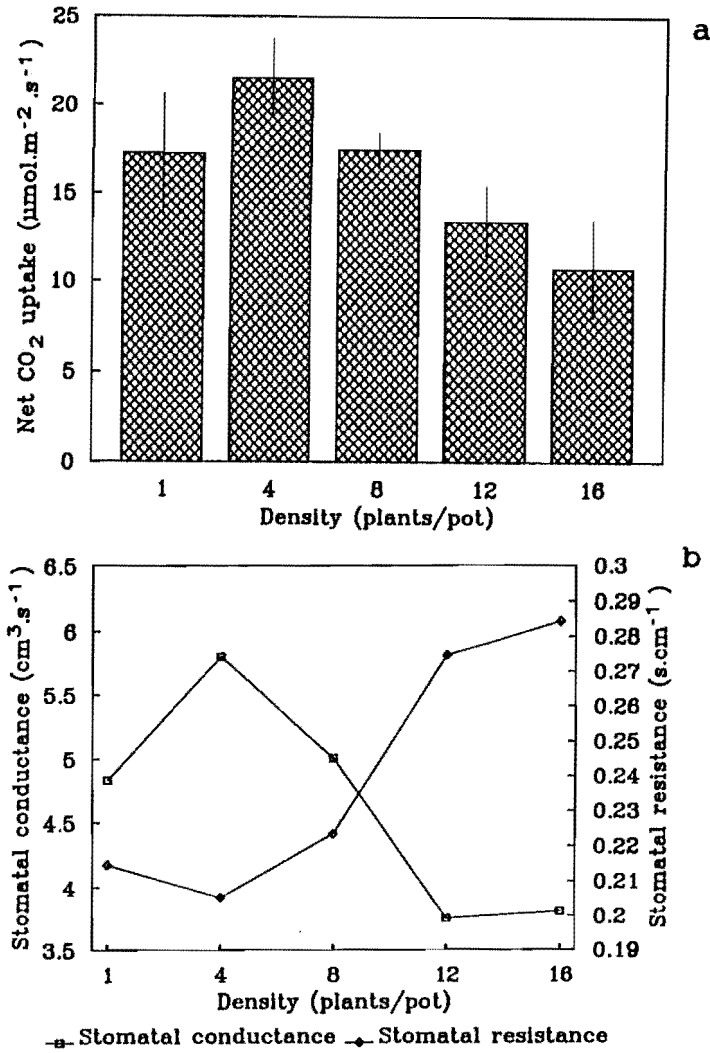 a
Net CO2 uptake (µmol.m-2.s-1)
25
20
15
10
5
0
1 4 8 12 16
Density (plants/pot)
b
Stomatal conductance (cm3.s-1)
6.5
6
5.5
5
4.5
4
3.5
Stomatal resistance (s.cm-1)
0.3
0.29
0.28
0.27
0.26
0.25
0.24
0.23
0.22
0.21
0.2
0.19
1 4 8 12 16
Density (plants/pot)
Stomatal conductance Stomatal resistance